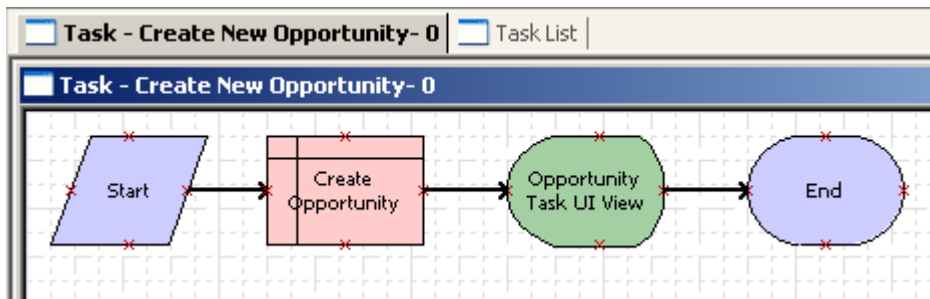 Task - Create New Opportunity- 0
Task List
Task - Create New Opportunity- 0
Start
Create
Opportunity
Opportunity
Task UI View
End